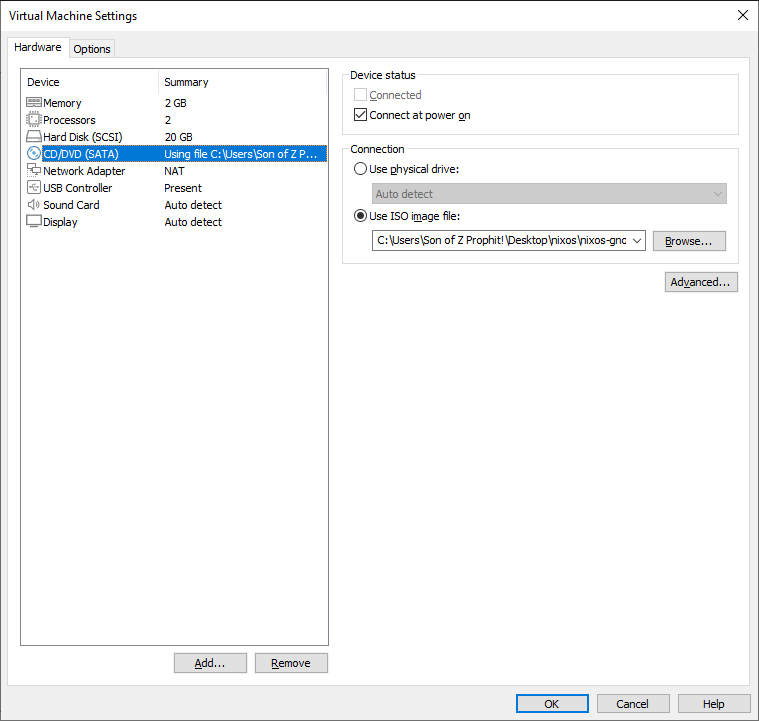 Virtual Machine Settings
Hardware Options
Device Summary
Memory 2 GB
Processors 2
Hard Disk (SCSI) 20 GB
CD/DVD (SATA) Using file C:\Users\Son of Z P...
Network Adapter NAT
USB Controller Present
Sound Card Auto detect
Display Auto detect
Add... Remove
Device status
Connected
Connect at power on
Connection
Use physical drive:
Auto detect
Use ISO image file:
C:\Users\Son of Z Prophit!\Desktop\nixos\nixos-gno Browse...
Advanced...
OK Cancel Help